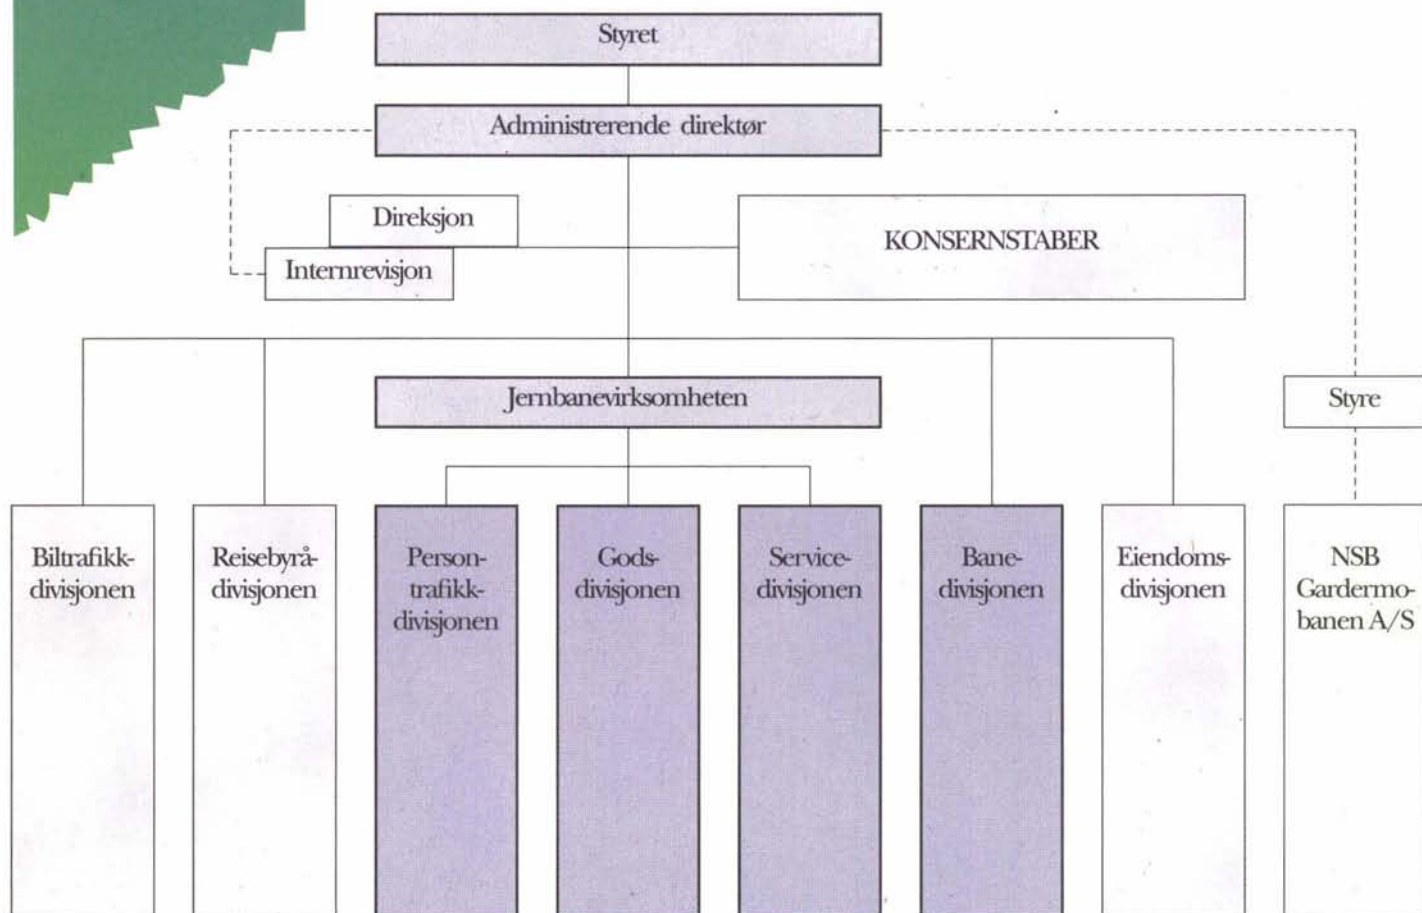 Styret
Administrerende direktør
Direksjon
KONSERNSTABER
Internrevisjon
Jernbanevirksomheten
Styre
Biltrafikk-
divisjonen
Reisebyrå-
divisjonen
Person-
trafikk-
divisjonen
Gods-
divisjonen
Service-
divisjonen
Bane-
divisjonen
Eiendoms-
divisjonen
NSB
Gardermo-
banen A/S